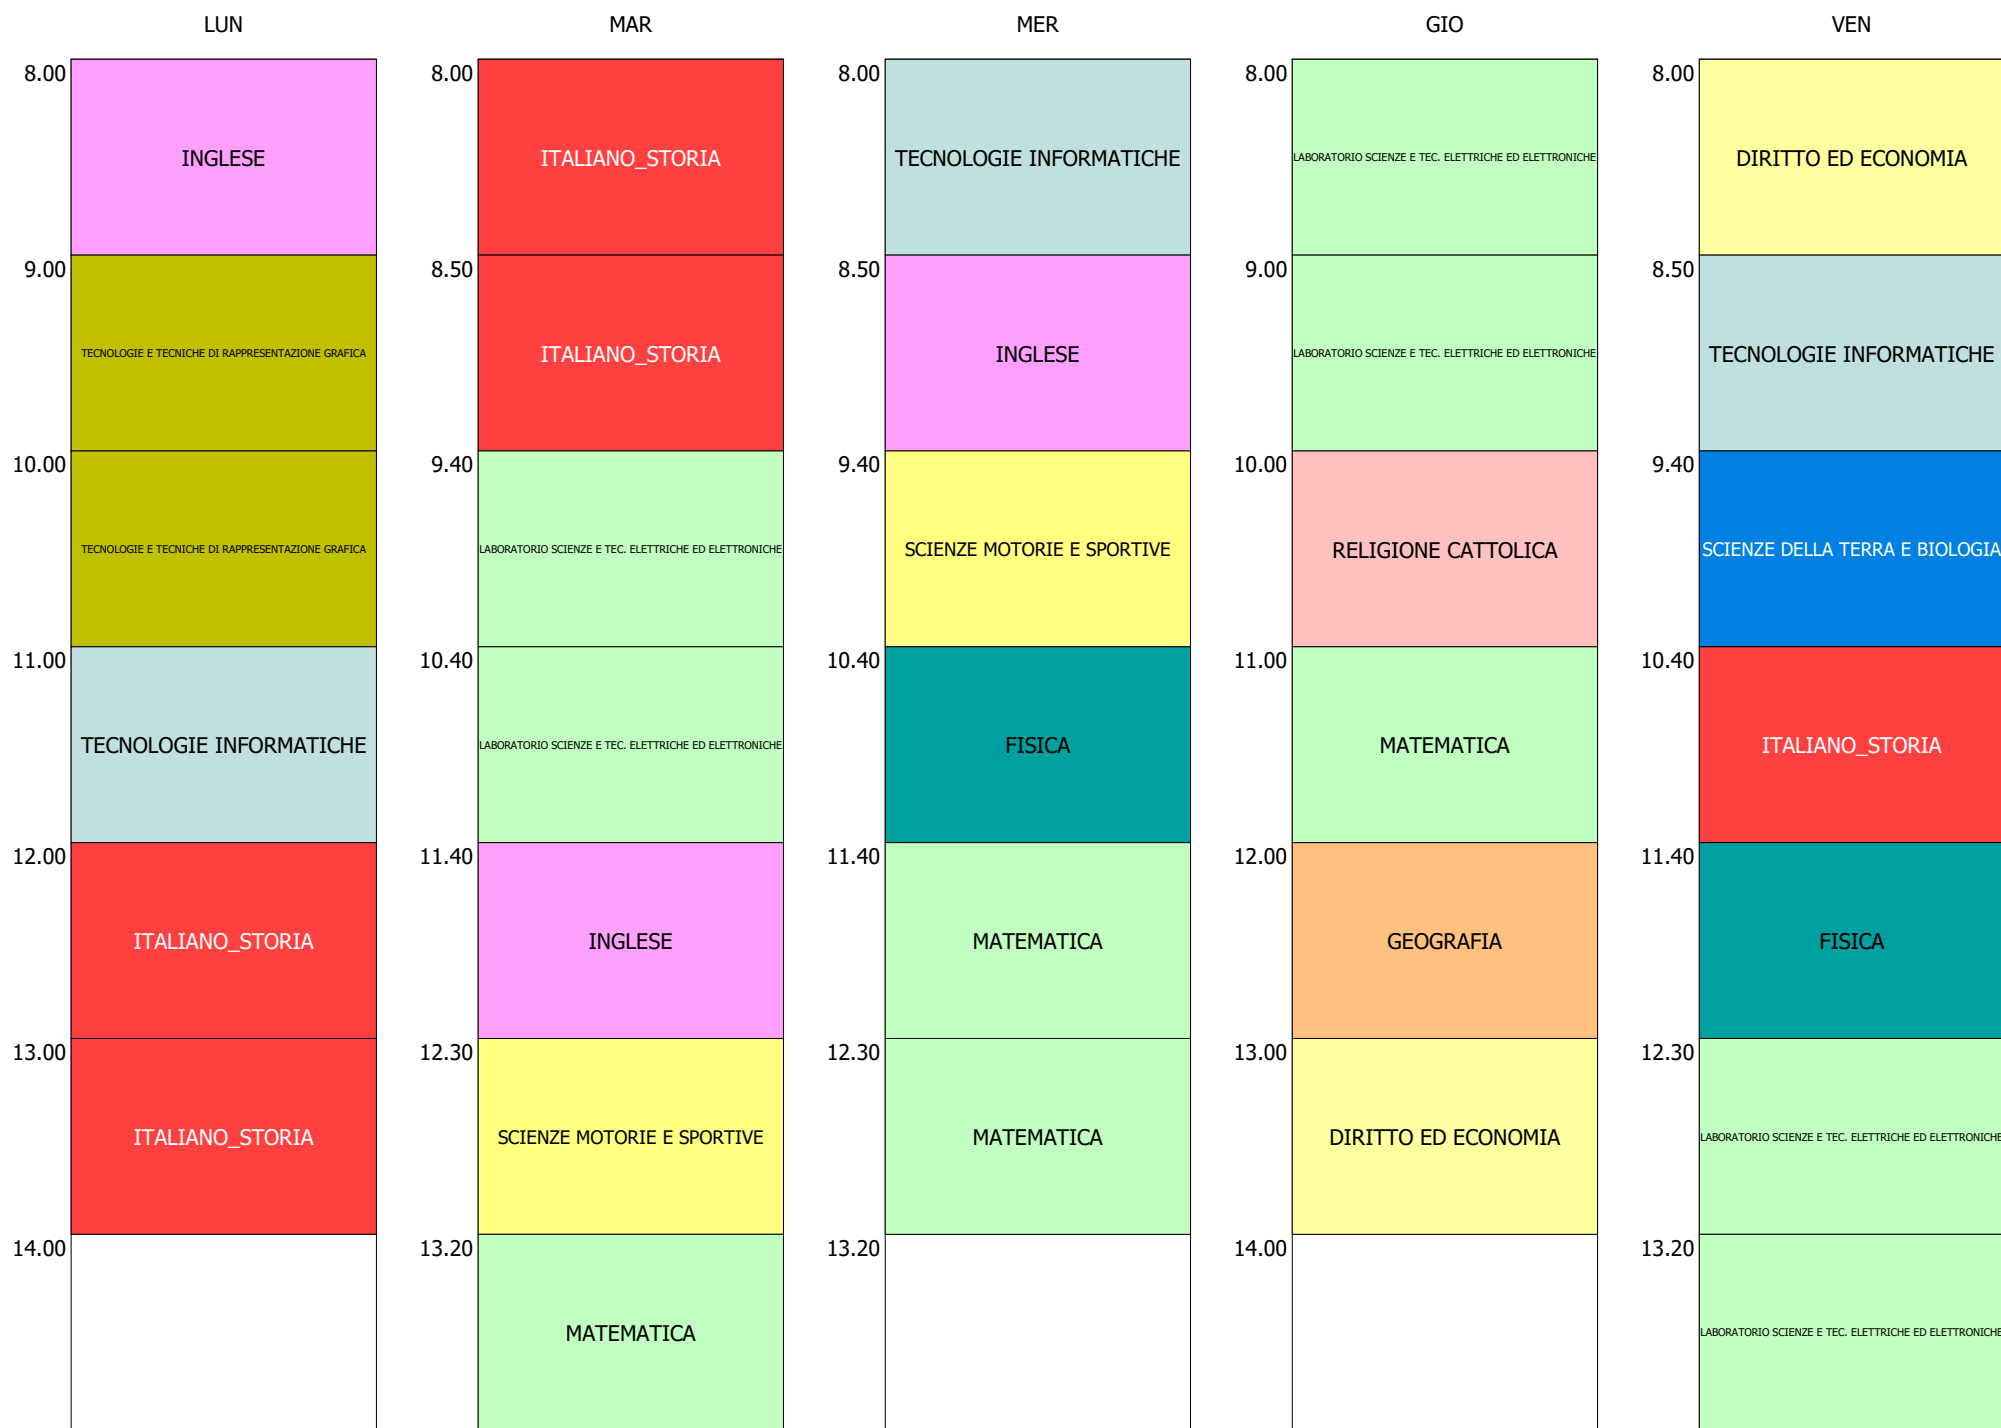 LUN MAR MER GIO VEN
8.00 8.00 8.00 8.00 8.00
INGLESE ITALIANO_STORIA TECNOLOGIE INFORMATICHE LABORATORIO SCIENZE E TEC. ELETTRICHE ED ELETTRONICHE DIRITTO ED ECONOMIA
9.00 8.50 8.50 9.00 8.50
TECNOLOGIE E TECNICHE DI RAPPRESENTAZIONE GRAFICA ITALIANO_STORIA INGLESE LABORATORIO SCIENZE E TEC. ELETTRICHE ED ELETTRONICHE TECNOLOGIE INFORMATICHE
10.00 9.40 9.40 10.00 9.40
TECNOLOGIE E TECNICHE DI RAPPRESENTAZIONE GRAFICA LABORATORIO SCIENZE E TEC. ELETTRICHE ED ELETTRONICHE SCIENZE MOTORIE E SPORTIVE RELIGIONE CATTOLICA SCIENZE DELLA TERRA E BIOLOGIA
11.00 10.40 10.40 11.00 10.40
TECNOLOGIE INFORMATICHE LABORATORIO SCIENZE E TEC. ELETTRICHE ED ELETTRONICHE FISICA MATEMATICA ITALIANO_STORIA
12.00 11.40 11.40 12.00 11.40
ITALIANO_STORIA INGLESE MATEMATICA GEOGRAFIA FISICA
13.00 12.30 12.30 13.00 12.30
ITALIANO_STORIA SCIENZE MOTORIE E SPORTIVE MATEMATICA DIRITTO ED ECONOMIA LABORATORIO SCIENZE E TEC. ELETTRICHE ED ELETTRONICHE
14.00 13.20 13.20 14.00 13.20
MATEMATICA LABORATORIO SCIENZE E TEC. ELETTRICHE ED ELETTRONICHE